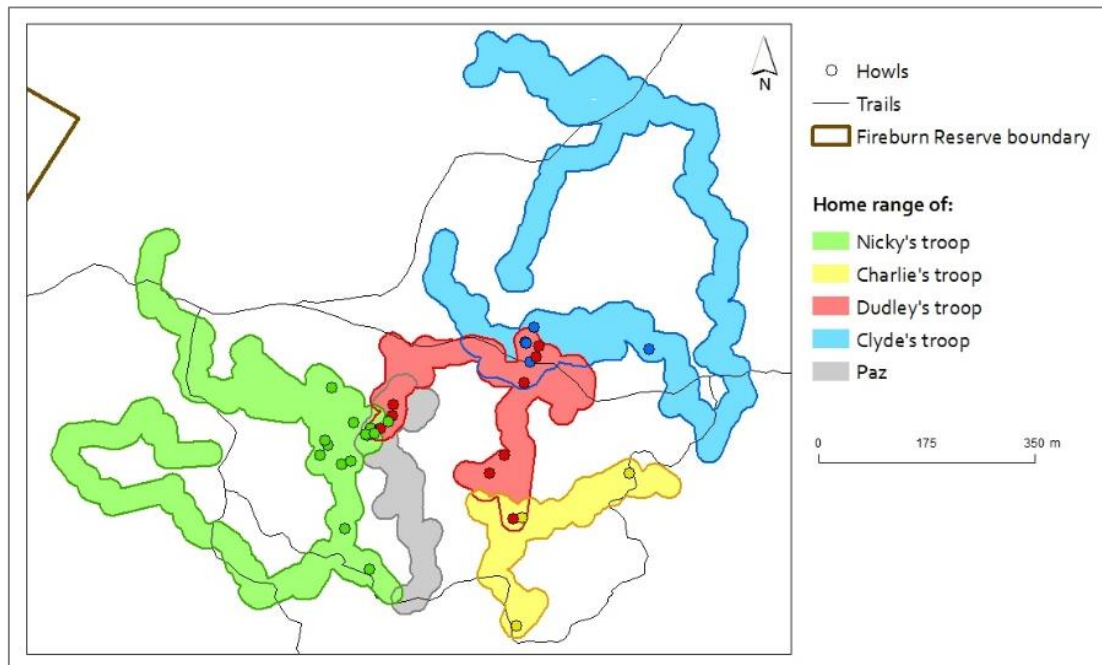 N
Howls
Trails
Fireburn Reserve boundary
Home range of:
Nicky's troop
Charlie's troop
Dudley's troop
Clyde's troop
Paz
0 175 350 m